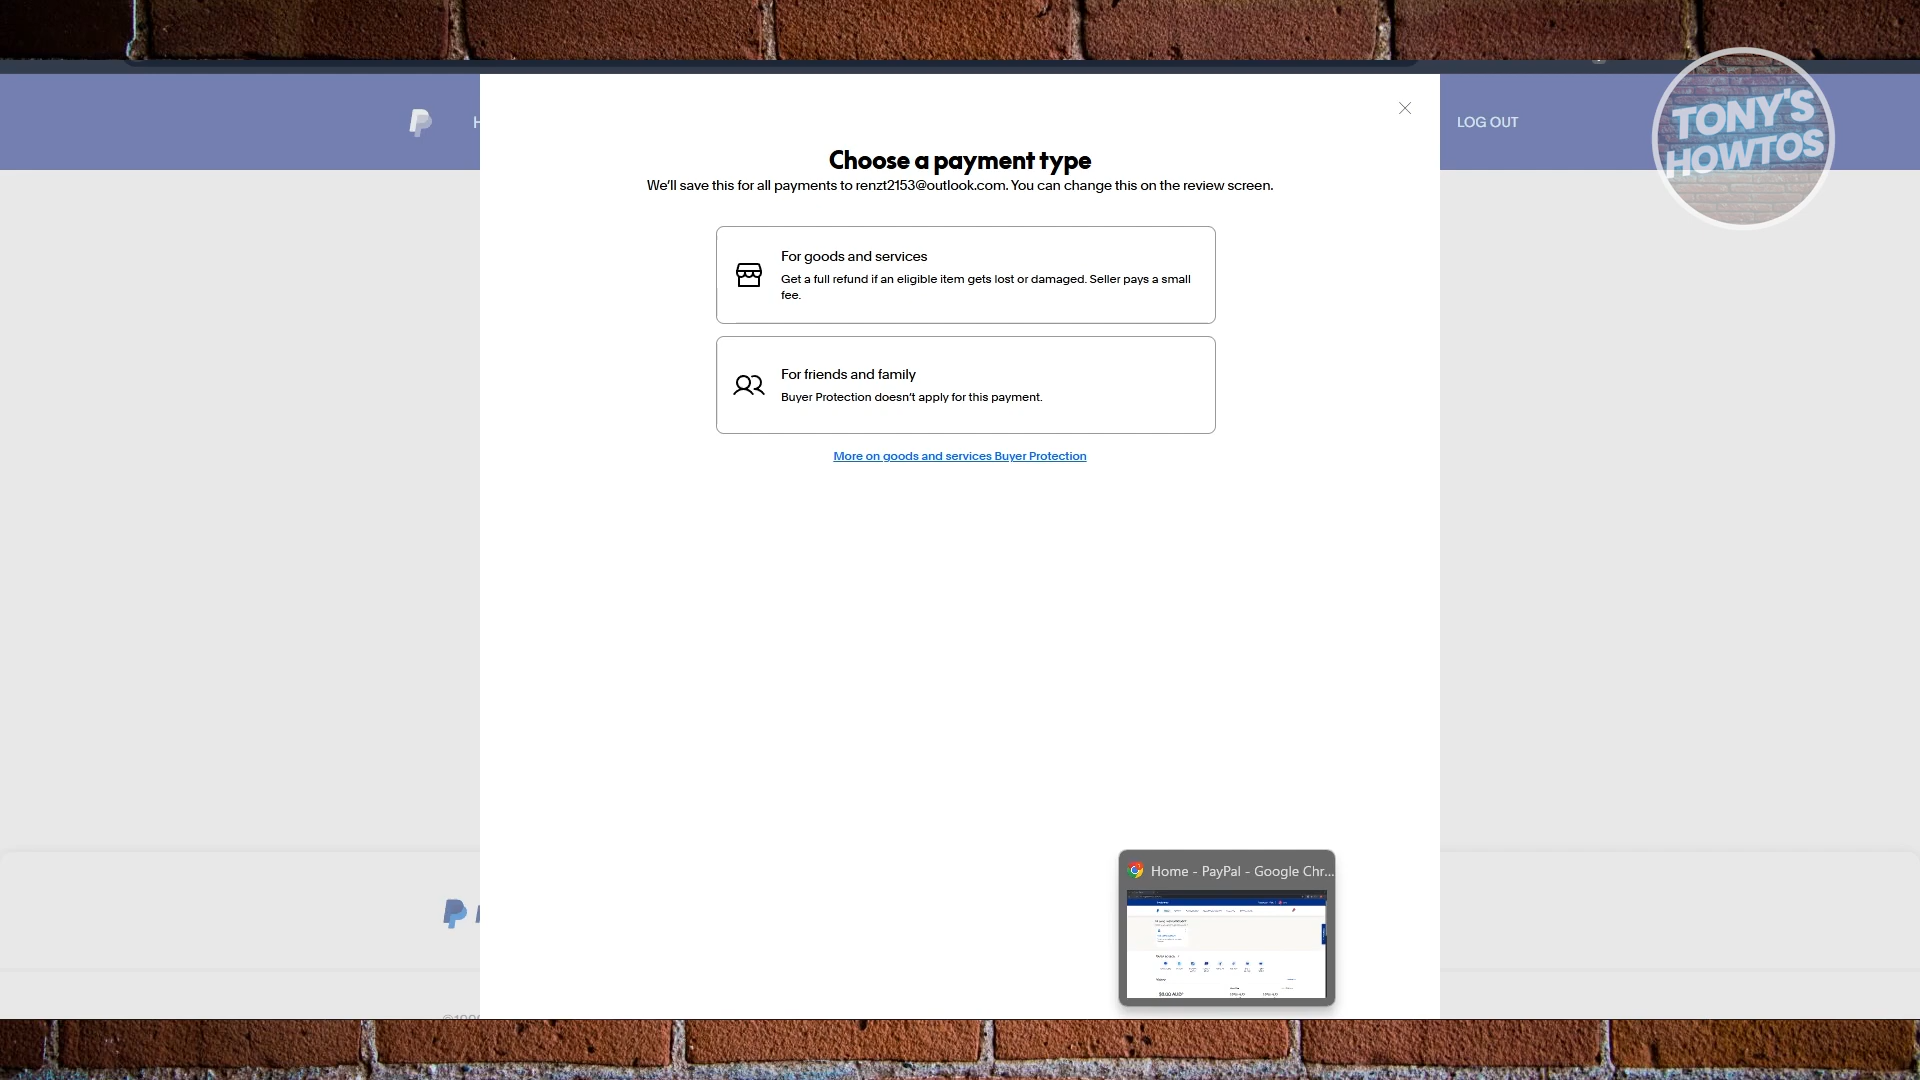 TONY'S
HOWTOS
LOG OUT
Choose a payment type
We'll save this for all payments to renzt2153@outlook.com. You can change this on the review screen.
For goods and services
Get a full refund if an eligible item gets lost or damaged. Seller pays a small
fee.
For friends and family
Buyer Protection doesn't apply for this payment.
More on goods and services Buyer Protection
Home - PayPal - Google Chr...